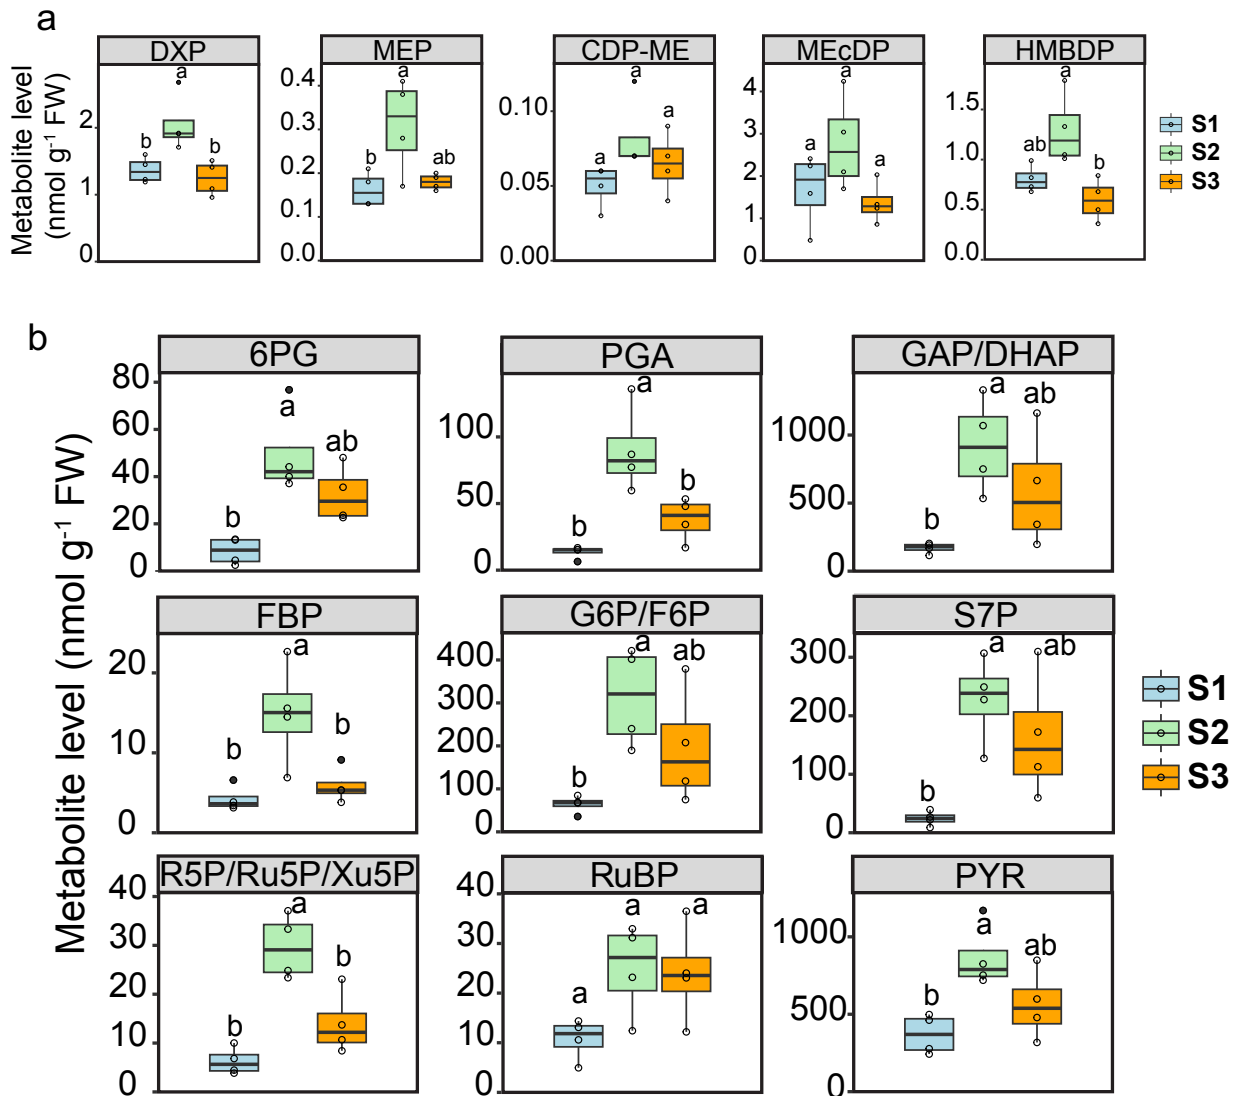 a
DXP MEP CDP-ME MEcDP HMBDP
Metabolite level
(nmol g⁻¹ FW)
2
1
0
b a b
0.4
0.3
0.2
0.1
0.0
b a ab
0.10
0.05
0.00
a a a
4
3
2
1
0
a a a
1.5
1.0
0.5
0.0
ab a b
S1
S2
S3
b
Metabolite level (nmol g⁻¹ FW)
6PG PGA GAP/DHAP
80
60
40
20
0
b a ab
100
50
0
b a b
1000
500
0
b a ab
FBP G6P/F6P S7P
20
10
0
b a b
400
300
200
100
0
b a ab
300
200
100
0
b a ab
S1
S2
S3
R5P/Ru5P/Xu5P RuBP PYR
40
30
20
10
0
b a b
40
30
20
10
0
a a a
1000
500
0
b a ab